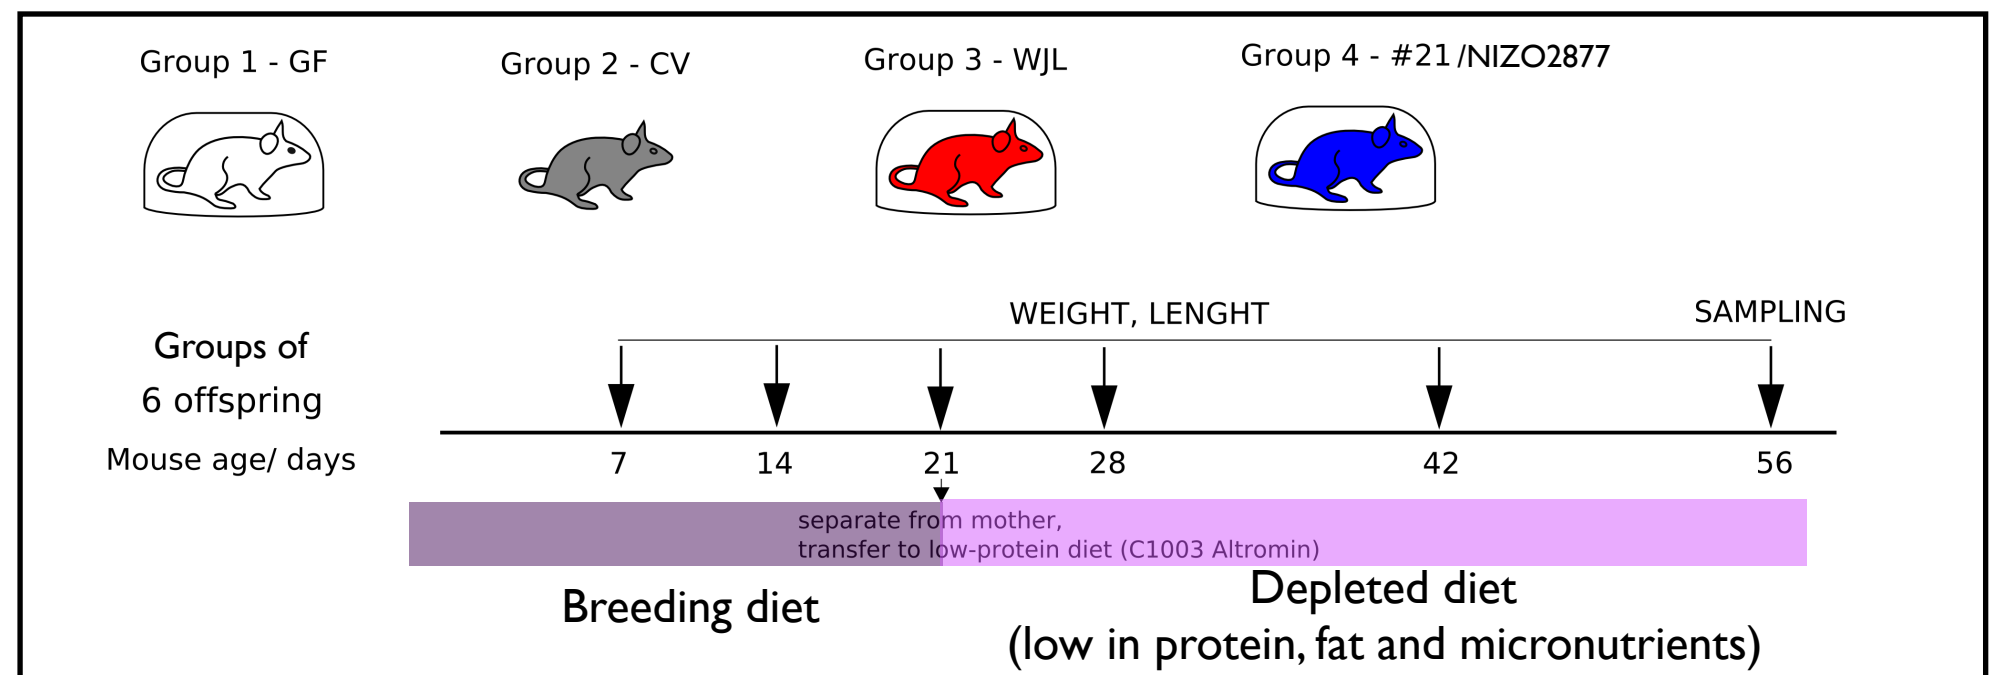 Group 1 - GF
Group 2 - CV
Group 3 - WJL
Group 4 - #21 /NIZO2877
WEIGHT, LENGHT
SAMPLING
Groups of
6 offspring
Mouse age/ days
7
14
21
28
42
56
separate from mother,
transfer to low-protein diet (C1003 Altromin)
Breeding diet
Depleted diet
(low in protein, fat and micronutrients)